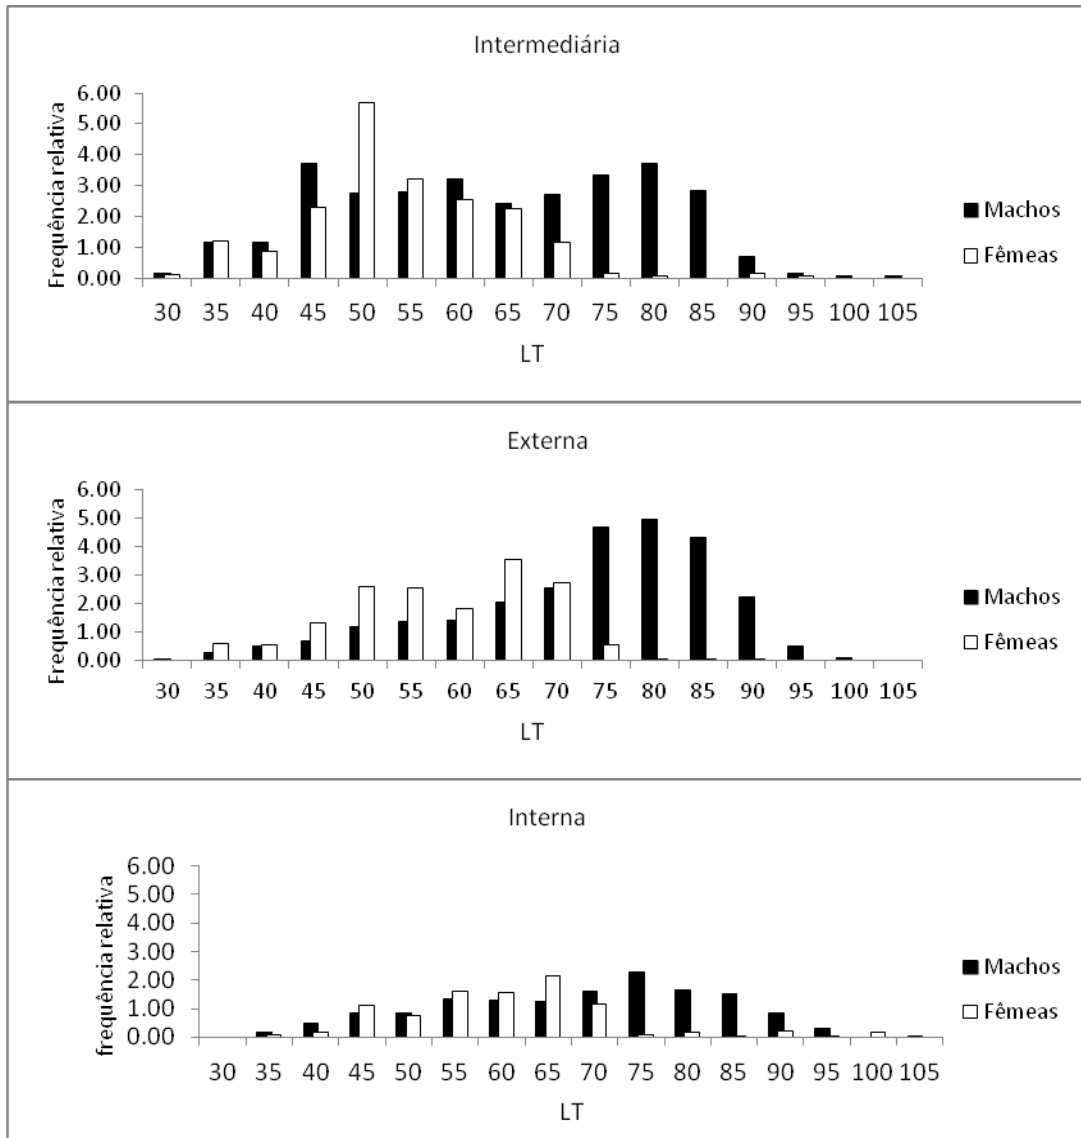 Intermediária
Frequência relativa
6.00
5.00
4.00
3.00
2.00
1.00
0.00
30 35 40 45 50 55 60 65 70 75 80 85 90 95 100 105
LT
Machos
Fêmeas
Externa
Frequência relativa
6.00
5.00
4.00
3.00
2.00
1.00
0.00
30 35 40 45 50 55 60 65 70 75 80 85 90 95 100 105
LT
Machos
Fêmeas
Interna
frequência relativa
6.00
5.00
4.00
3.00
2.00
1.00
0.00
30 35 40 45 50 55 60 65 70 75 80 85 90 95 100 105
LT
Machos
Fêmeas